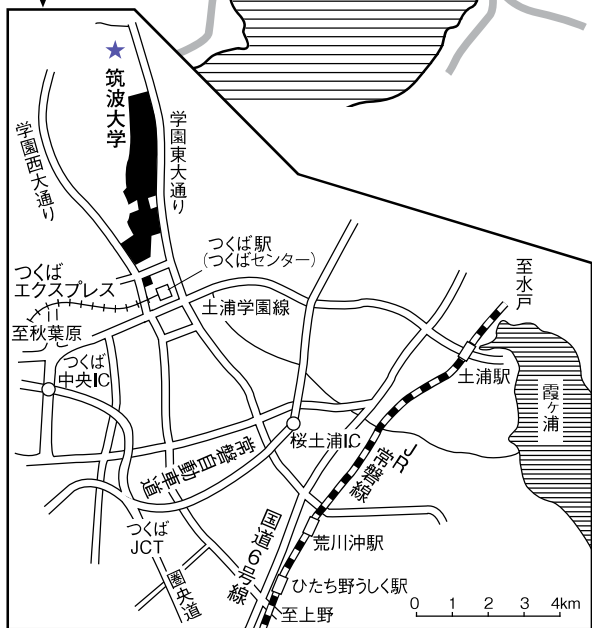 筑波大学
学園西大通り
学園東大通り
つくば駅
(つくばセンター)
つくば
エクスプレス
至秋葉原
土浦学園線
至水戸
つくば
中央IC
土浦駅
霞ヶ浦
桜土浦IC
常磐自動車道
JR常磐線
つくば
JCT
国道6号線
荒川沖駅
圏央道
ひたち野うしく駅
至上野
0 1 2 3 4km